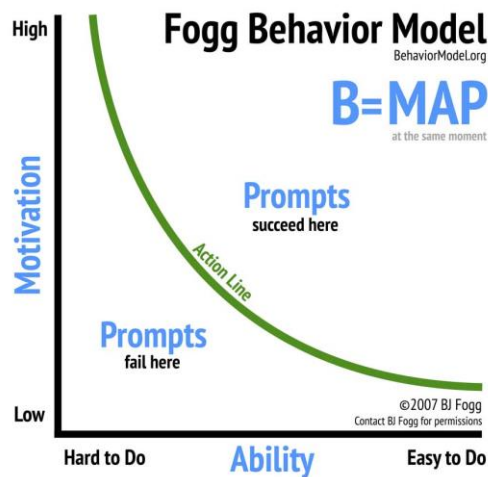 Fogg Behavior Model
BehaviorModel.org
B=MAP
at the same moment
High
Motivation
Low
Prompts
succeed here
Action Line
Prompts
fail here
©2007 BJ Fogg
Contact BJ Fogg for permissions
Hard to Do
Ability
Easy to Do